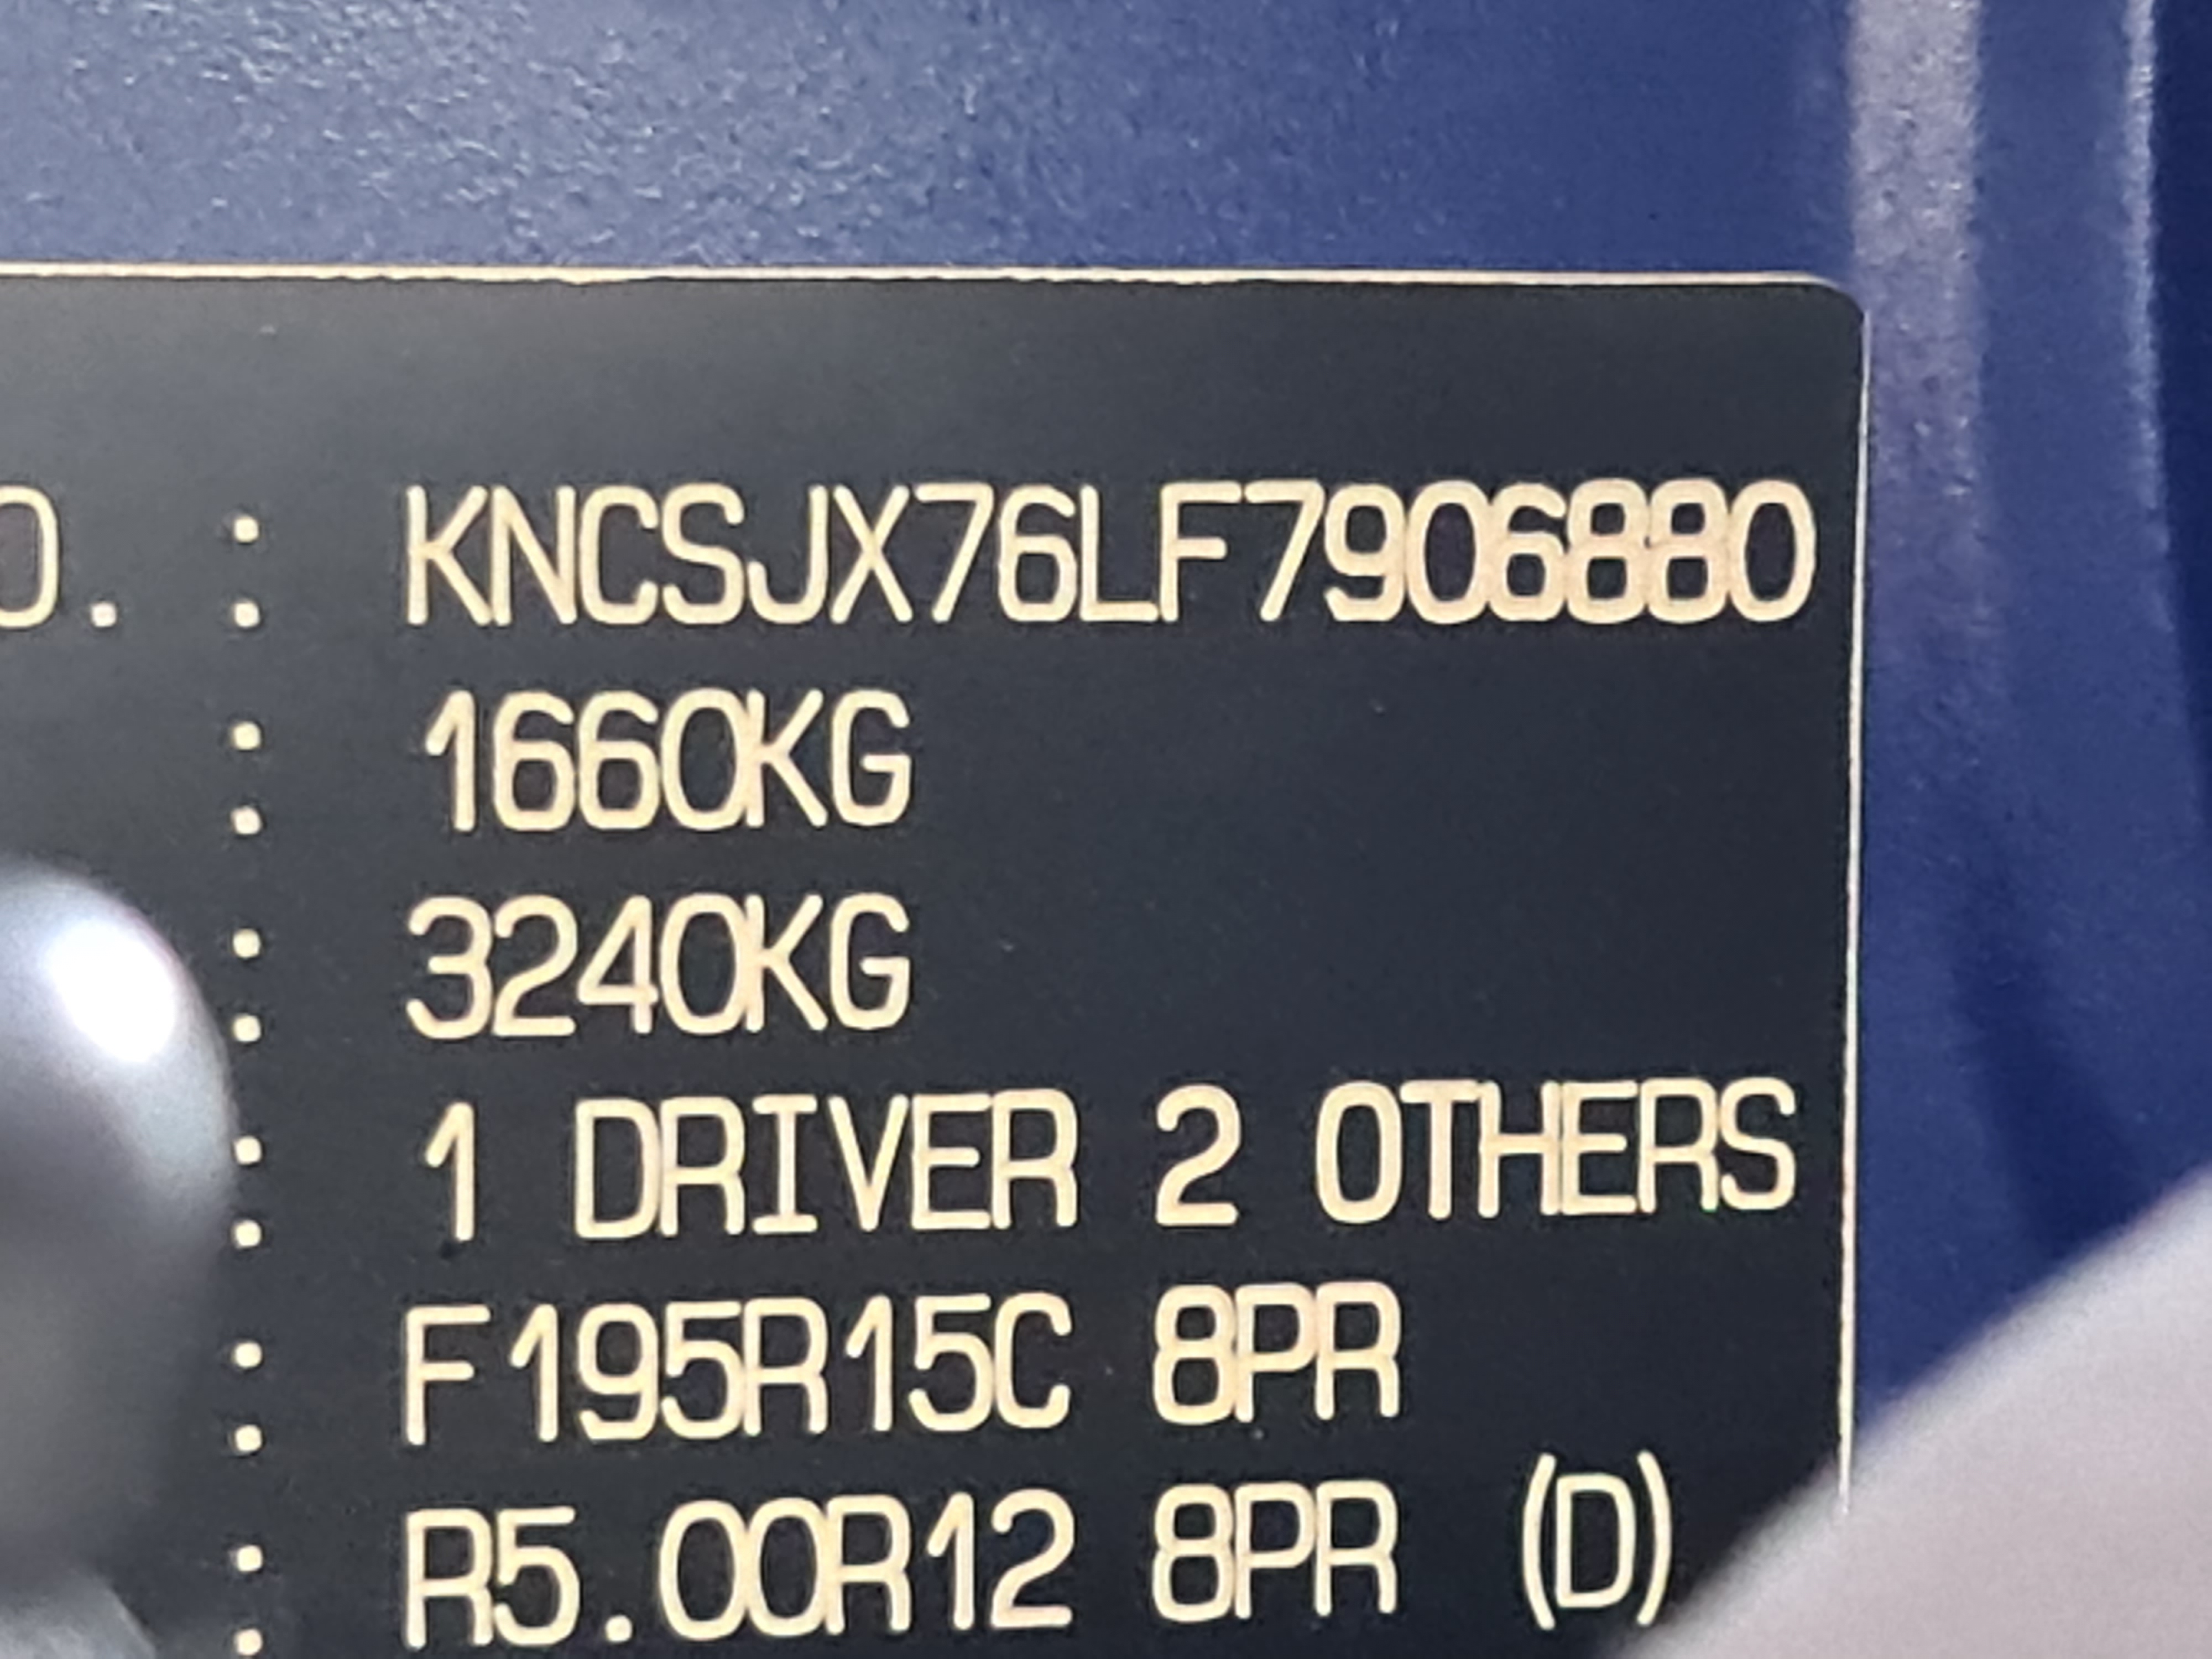 O. : KNCSJX76LF7906880
: 1660KG
: 3240KG
: 1 DRIVER 2 OTHERS
: F195R15C 8PR
: R5.00R12 8PR (D)